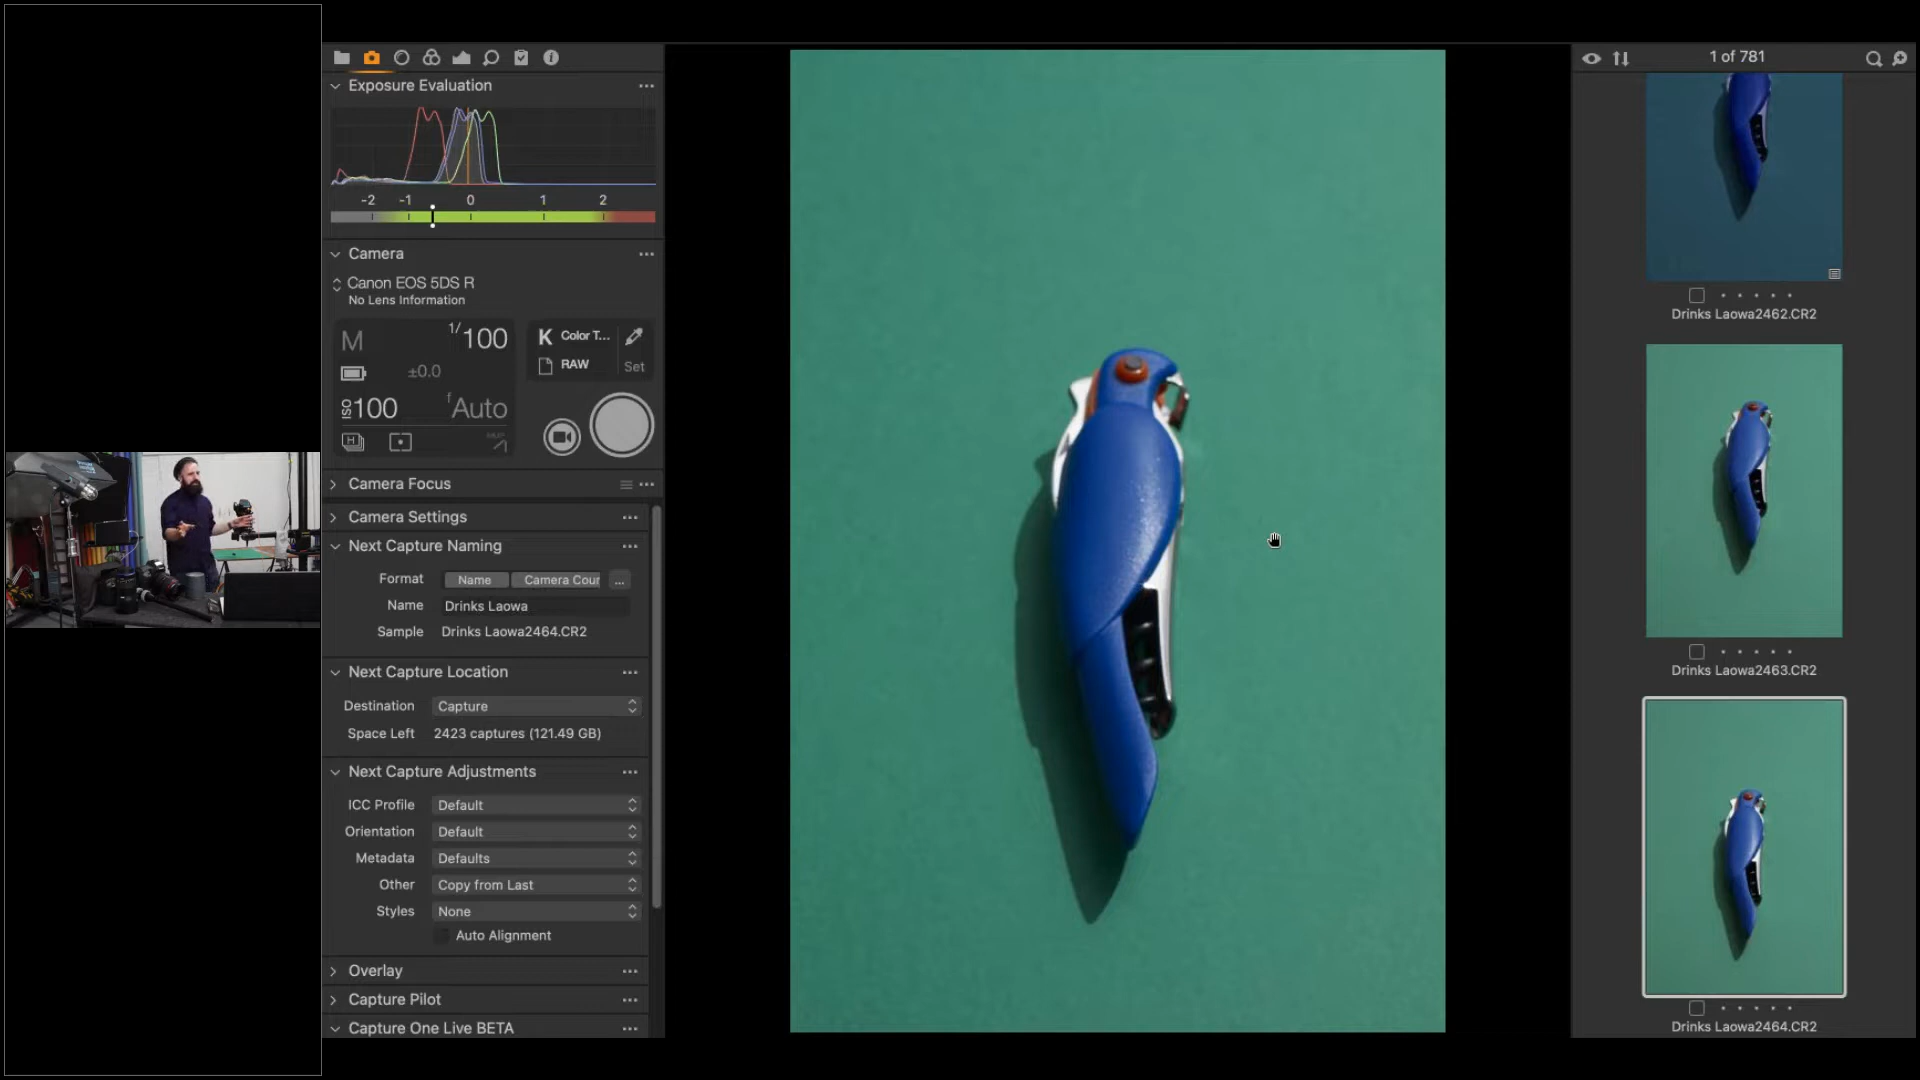 Exposure Evaluation
-2 -1 0 1 2
Camera
Canon EOS 5DS R
No Lens Information
M 1/100
±0.0
ISO 100 f Auto
K Color T...
RAW Set
Camera Focus
Camera Settings
Next Capture Naming
Format Name Camera Cour ...
Name Drinks Laowa
Sample Drinks Laowa2464.CR2
Next Capture Location
Destination Capture
Space Left 2423 captures (121.49 GB)
Next Capture Adjustments
ICC Profile Default
Orientation Default
Metadata Defaults
Other Copy from Last
Styles None
Auto Alignment
Overlay
Capture Pilot
Capture One Live BETA
1 of 781
Drinks Laowa2462.CR2
Drinks Laowa2463.CR2
Drinks Laowa2464.CR2